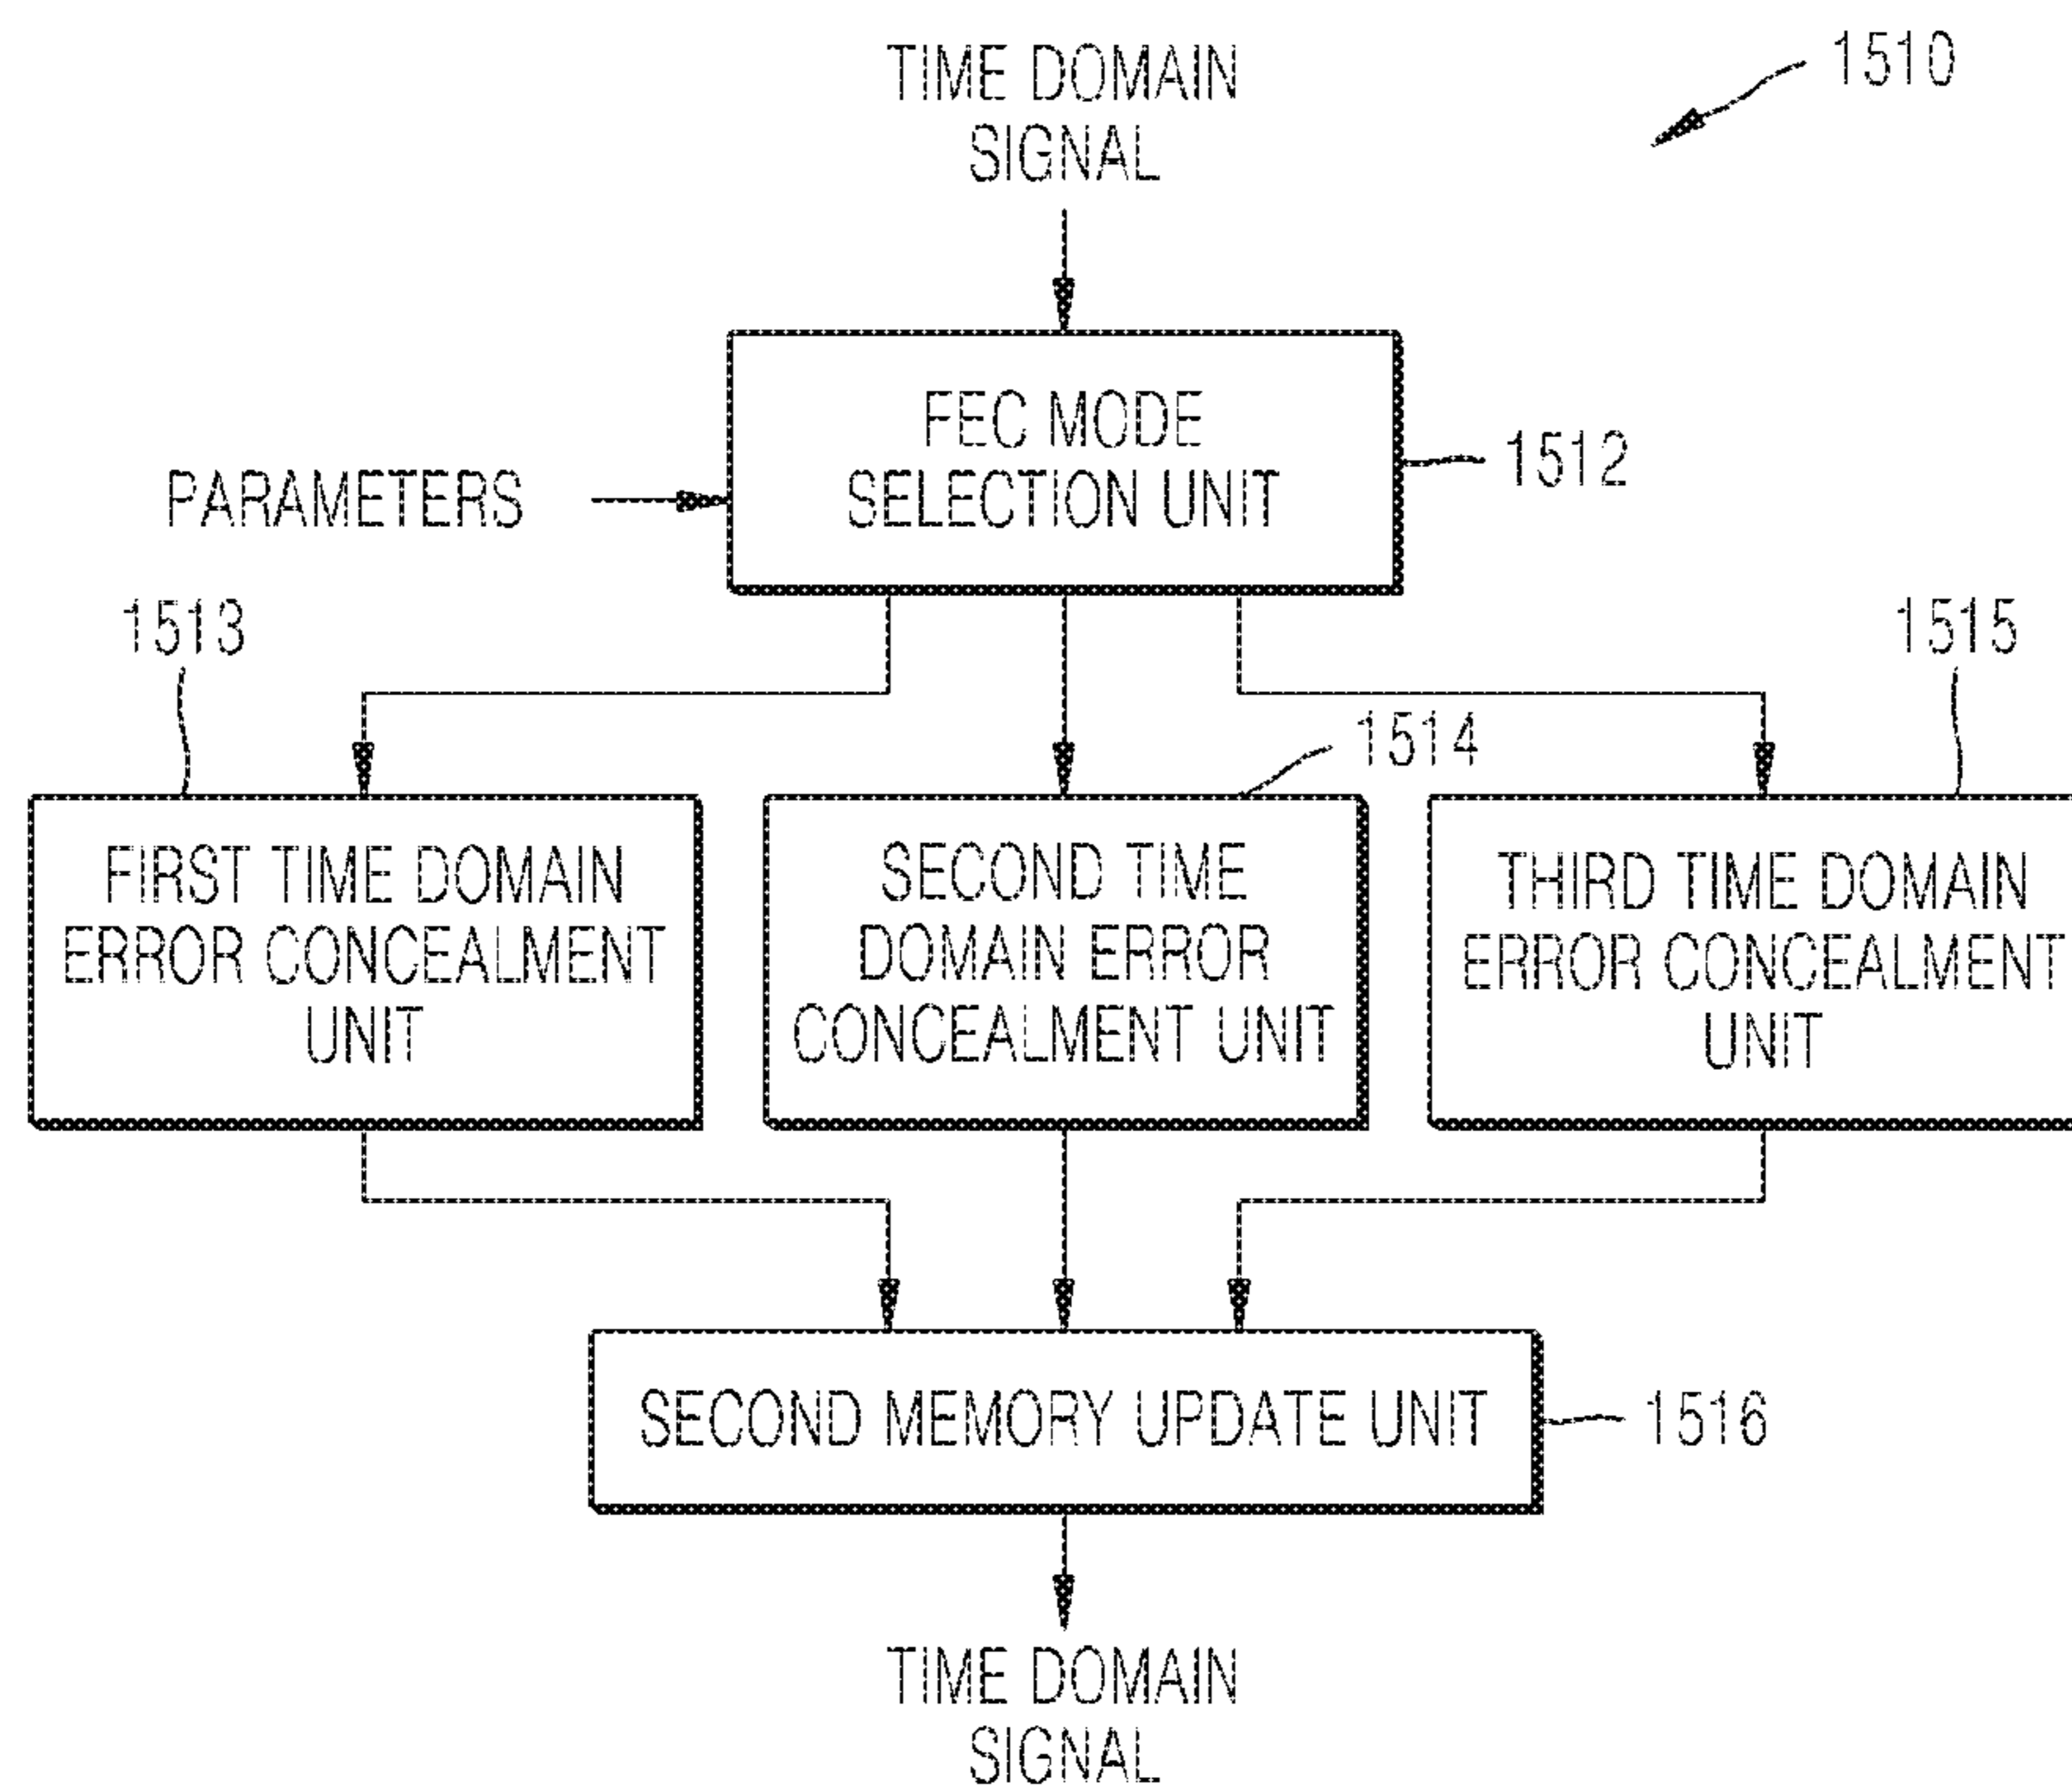 TIME DOMAIN
SIGNAL
1510
FEC MODE
SELECTION UNIT
1512
PARAMETERS
1513
1515
1514
FIRST TIME DOMAIN
ERROR CONCEALMENT
UNIT
SECOND TIME
DOMAIN ERROR
CONCEALMENT UNIT
THIRD TIME DOMAIN
ERROR CONCEALMENT
UNIT
SECOND MEMORY UPDATE UNIT
1516
TIME DOMAIN
SIGNAL